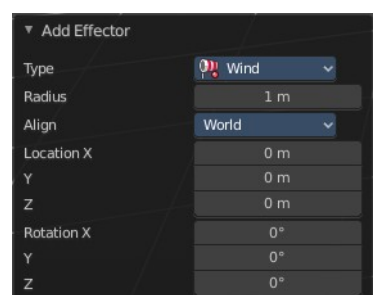 Add Effector
Type Wind
Radius 1 m
Align World
Location X 0 m
Y 0 m
Z 0 m
Rotation X 0°
Y 0°
Z 0°